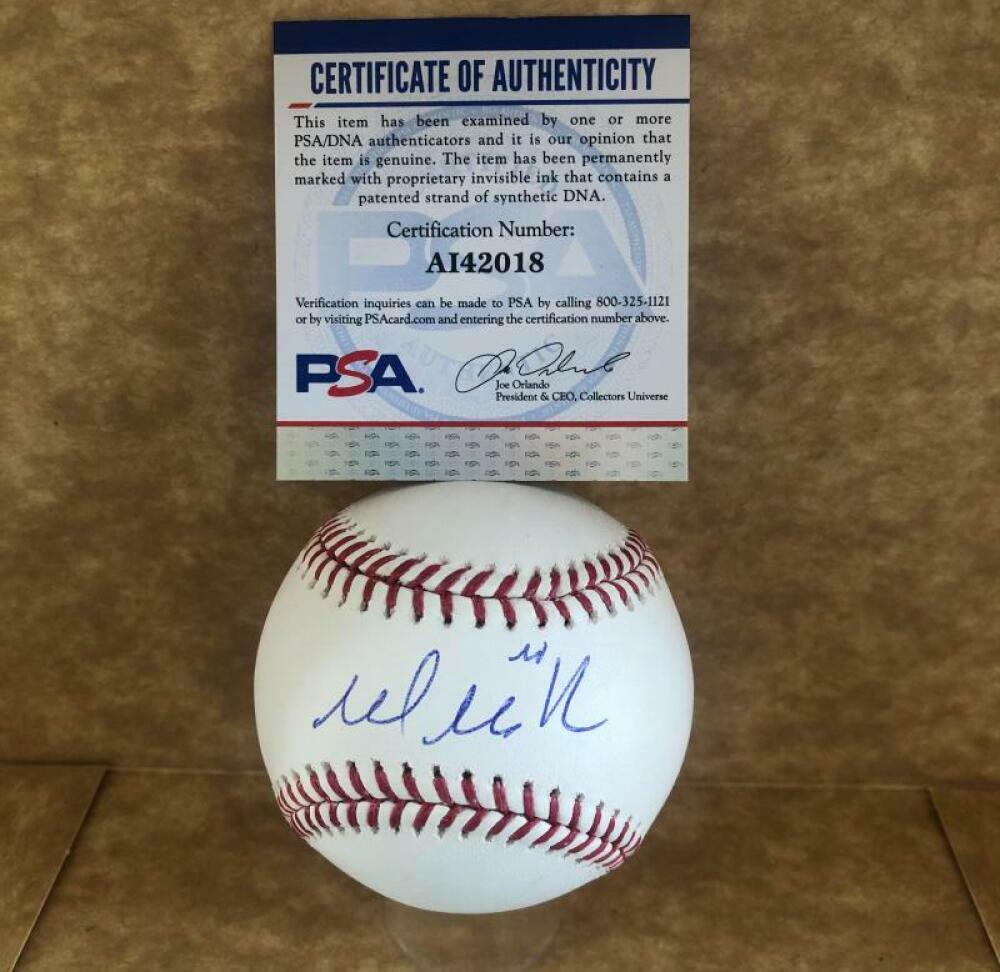 CERTIFICATE OF AUTHENTICITY
This item has been examined by one or more
PSA/DNA authenticators and it is our opinion that
the item is genuine. The item has been permanently
marked with proprietary invisible ink that contains a
patented strand of synthetic DNA.
Certification Number:
AI42018
Verification inquiries can be made to PSA by calling 800-325-1121
or by visiting PSAcard.com and entering the certification number above.
PSA.
Joe Orlando
President & CEO, Collectors Universe